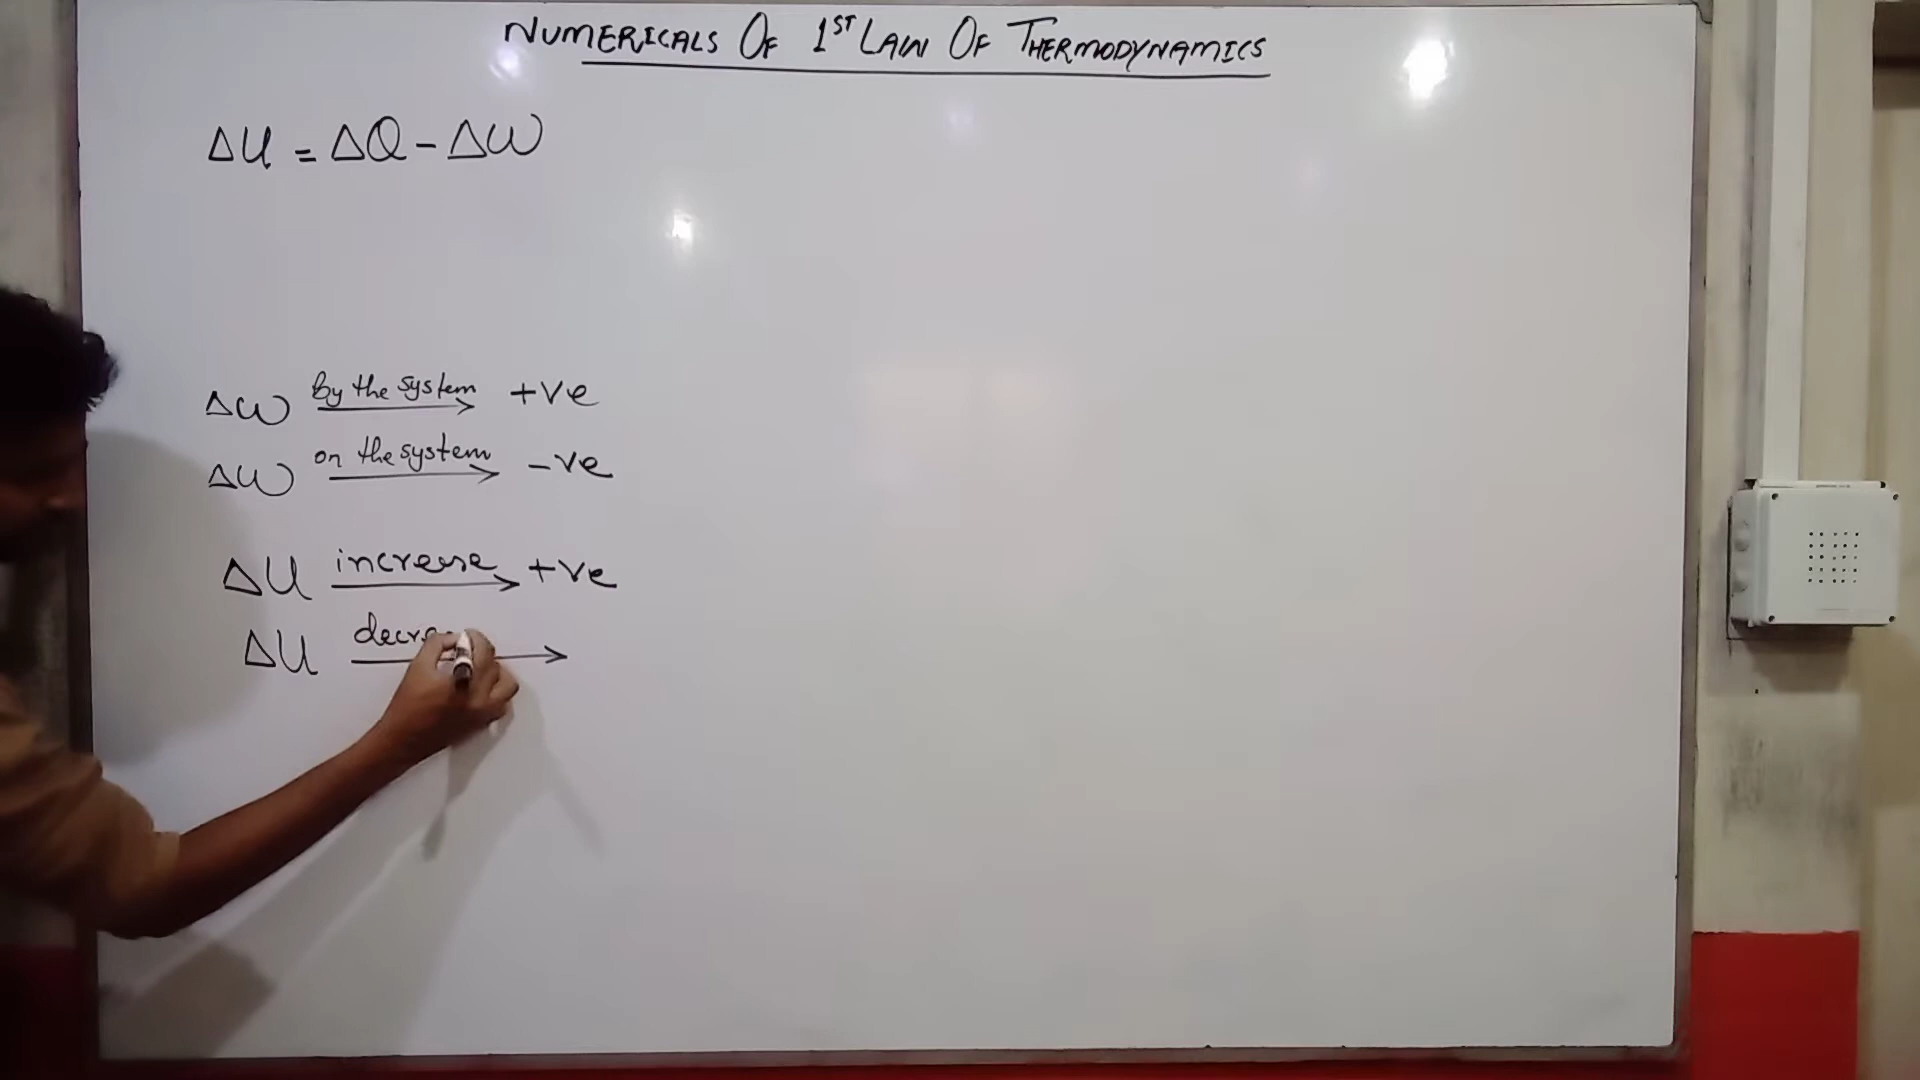 NUMERICALS OF 1ST LAW OF THERMODYNAMICS
ΔU = ΔQ - ΔW
ΔW by the system +ve
ΔW on the system -ve
ΔU increase +ve
ΔU